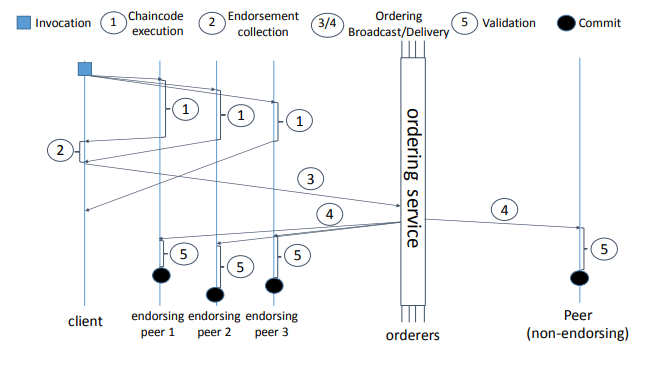 Invocation
1
Chaincode
execution
2
Endorsement
collection
3/4
Ordering
Broadcast/Delivery
5
Validation
Commit
1
1
1
2
3
4
4
5
5
5
5
ordering service
client
endorsing
peer 1
endorsing
peer 2
endorsing
peer 3
orderers
Peer
(non-endorsing)